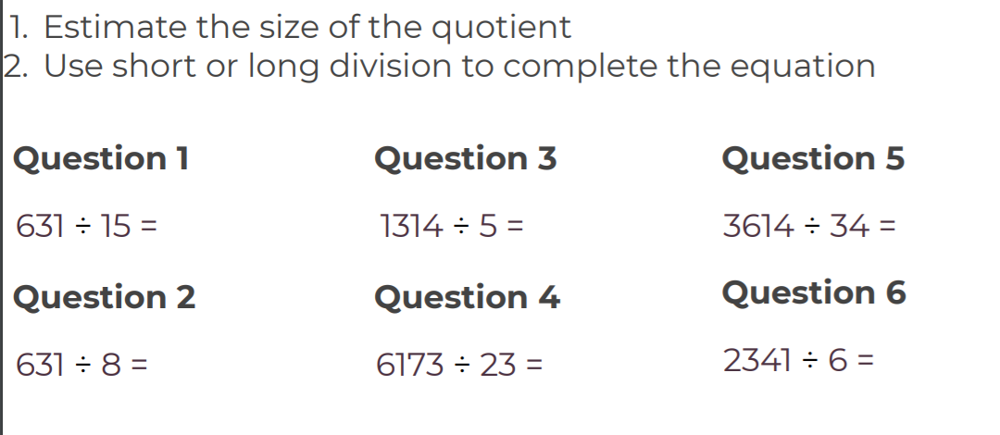 1. Estimate the size of the quotient
2. Use short or long division to complete the equation
Question 1
631 ÷ 15 =
Question 2
631 ÷ 8 =
Question 3
1314 ÷ 5 =
Question 4
6173 ÷ 23 =
Question 5
3614 ÷ 34 =
Question 6
2341 ÷ 6 =